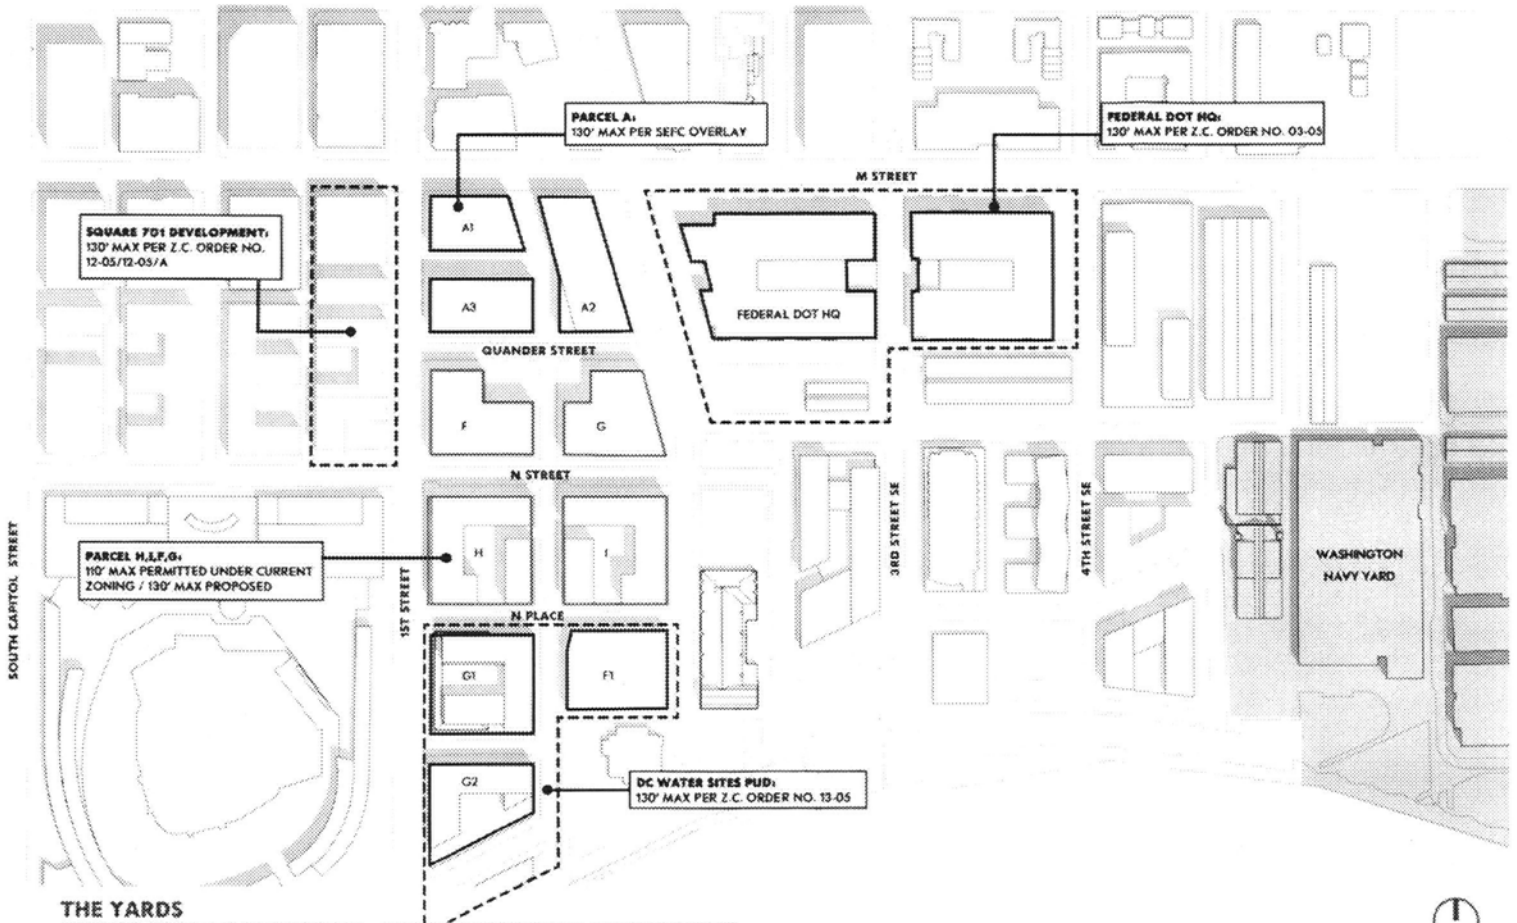 PARCEL A:
130' MAX PER SEFC OVERLAY
FEDERAL DOT HQ:
130' MAX PER Z.C. ORDER NO. 03-05
M STREET
SQUARE 701 DEVELOPMENT:
130' MAX PER Z.C. ORDER NO.
12-05/12-05/A
A1
A3
A2
FEDERAL DOT HQ
QUANDER STREET
F
G
N STREET
SOUTH CAPITOL STREET
PARCEL H,I,F,G:
110' MAX PERMITTED UNDER CURRENT
ZONING / 130' MAX PROPOSED
H
I
1ST STREET
3RD STREET SE
4TH STREET SE
WASHINGTON
NAVY YARD
N PLACE
G1
F1
G2
DC WATER SITES PUD:
130' MAX PER Z.C. ORDER NO. 13-05
THE YARDS